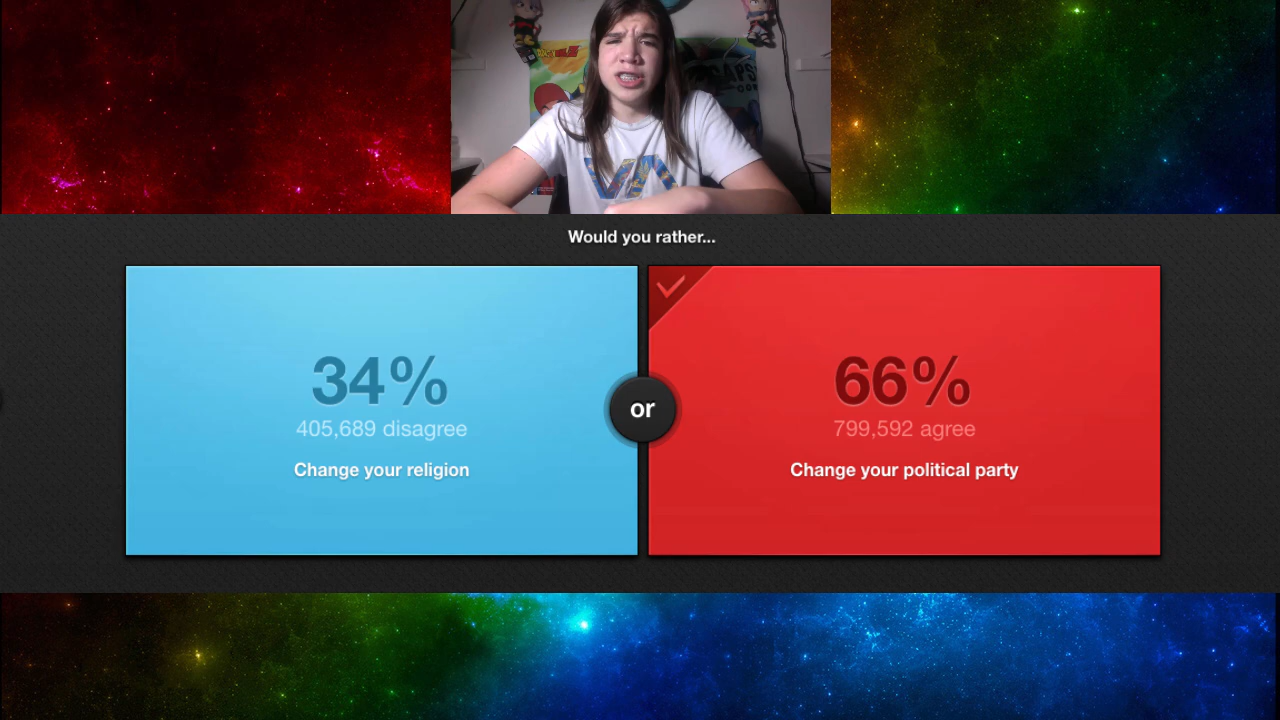 Would you rather...
34%
405,689 disagree
Change your religion
or
66%
799,592 agree
Change your political party